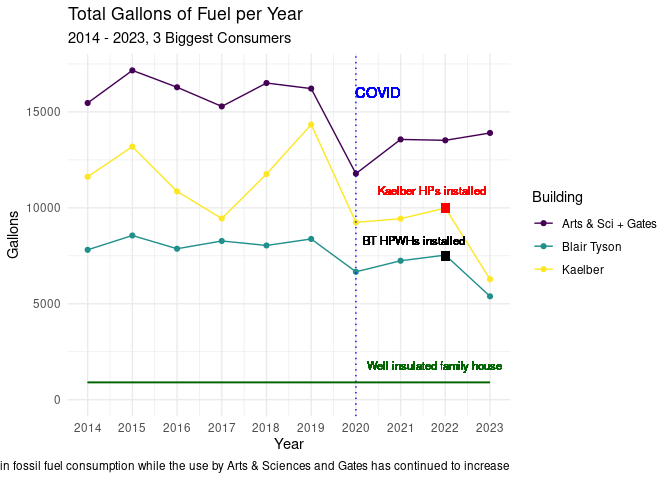 Total Gallons of Fuel per Year
2014 - 2023, 3 Biggest Consumers
Gallons
15000
10000
5000
0
COVID
Kaelber HPs installed
BT HPWHs installed
Well insulated family house
2014 2015 2016 2017 2018 2019 2020 2021 2022 2023
Year
Building
Arts & Sci + Gates
Blair Tyson
Kaelber
in fossil fuel consumption while the use by Arts & Sciences and Gates has continued to increase